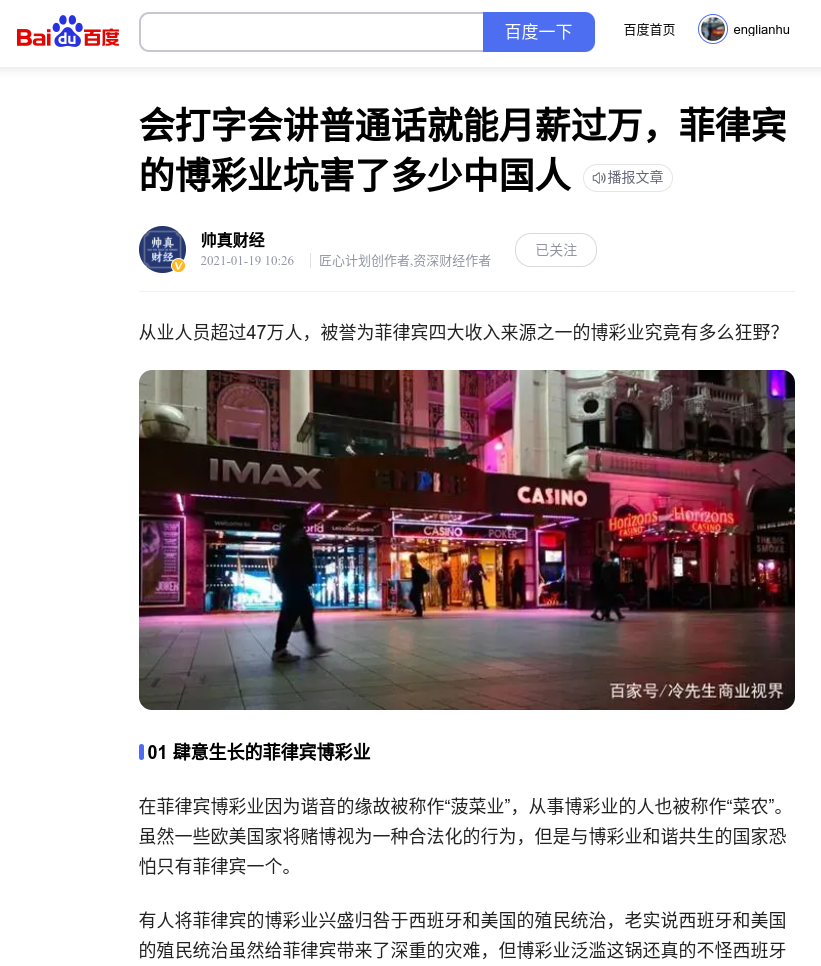 Bai du 百度
百度一下
百度首页
englianhu
会打字会讲普通话就能月薪过万，菲律宾
的博彩业坑害了多少中国人
播报文章
帅真
财经
V
帅真财经
2021-01-19 10:26
匠心计划创作者,资深财经作者
已关注
从业人员超过47万人，被誉为菲律宾四大收入来源之一的博彩业究竟有多么狂野？
IMAX
EMPIRE
CASINO
Welcome to
Leicester Square
CASINO
POKER
Horizons
CASINO
Horizons
CASINO
THE BIG
SMOKE
JOKER
百家号/冷先生商业视界
01 肆意生长的菲律宾博彩业
在菲律宾博彩业因为谐音的缘故被称作“菠菜业”，从事博彩业的人也被称作“菜农”。
虽然一些欧美国家将赌博视为一种合法化的行为，但是与博彩业和谐共生的国家恐
怕只有菲律宾一个。
有人将菲律宾的博彩业兴盛归咎于西班牙和美国的殖民统治，老实说西班牙和美国
的殖民统治虽然给菲律宾带来了深重的灾难，但博彩业泛滥这锅还真的不怪西班牙